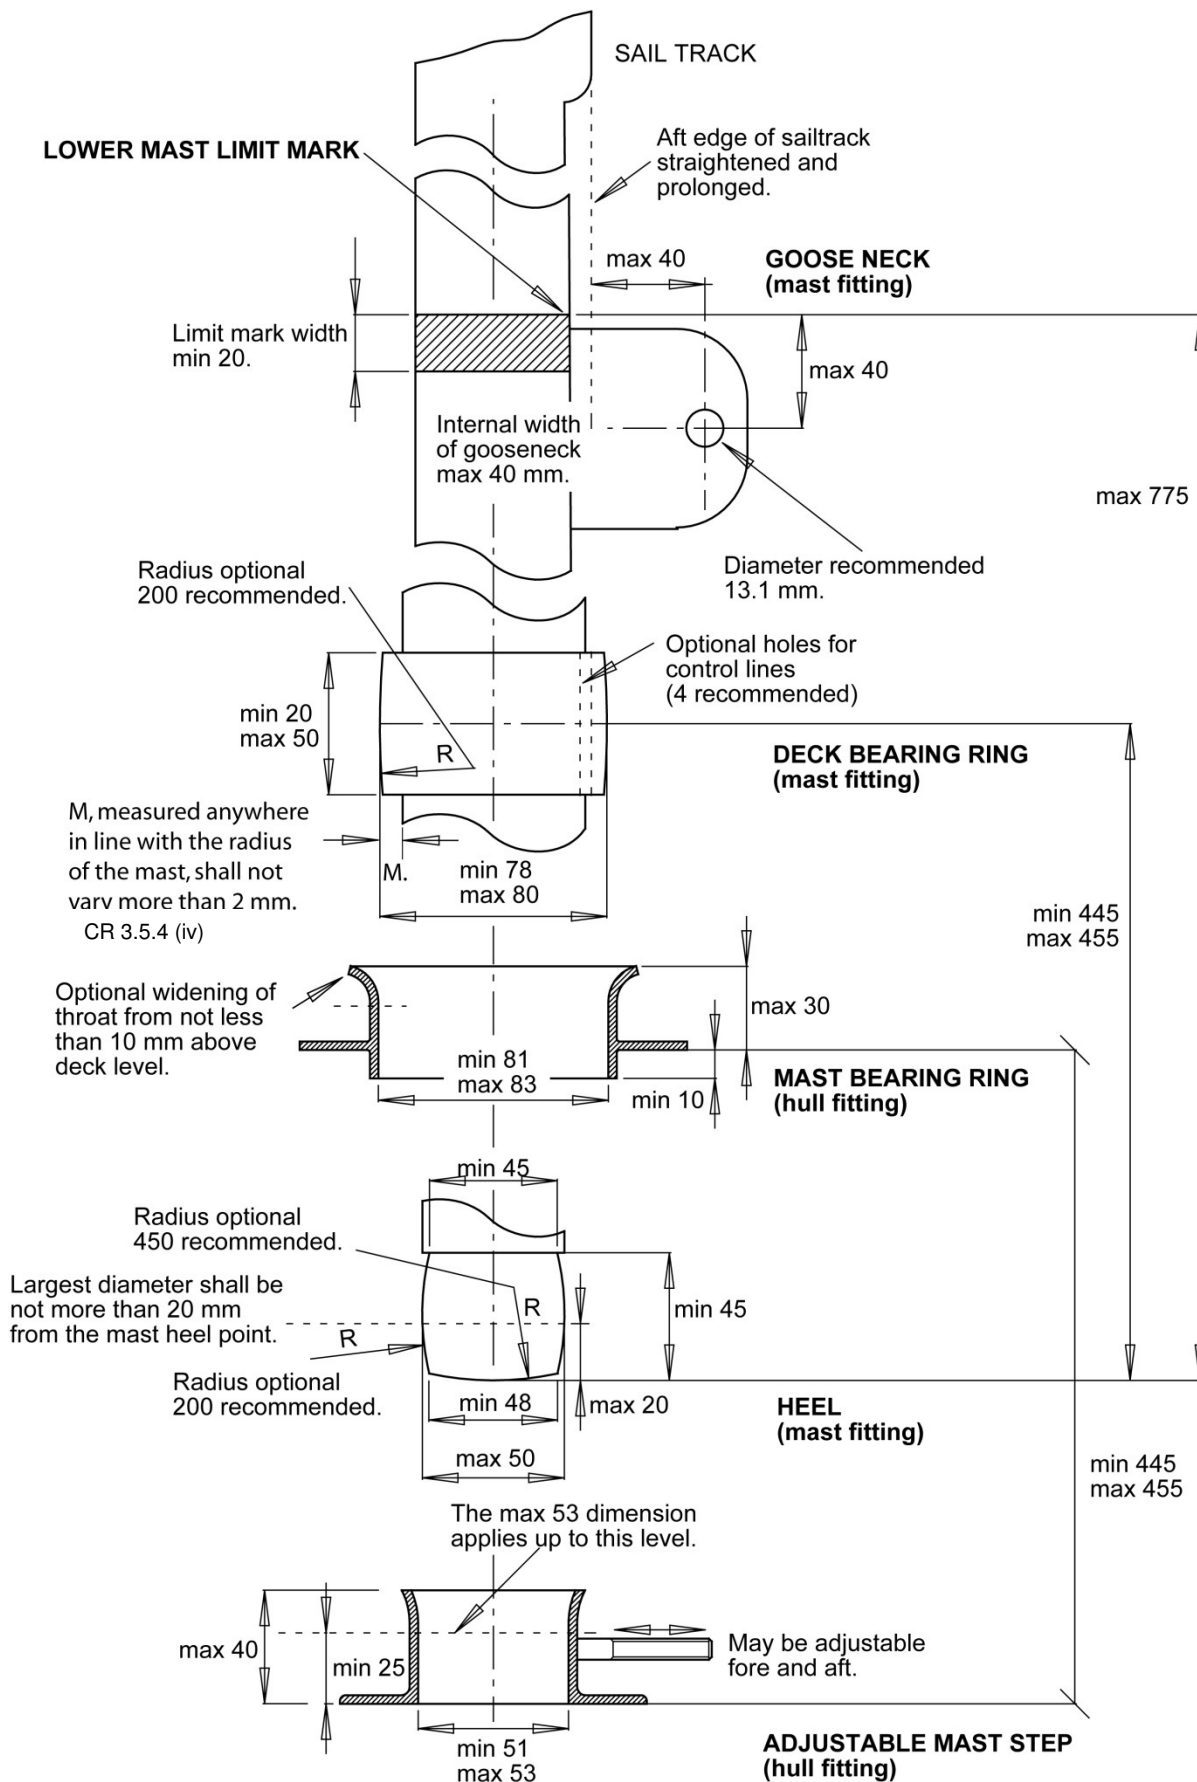 SAIL TRACK
LOWER MAST LIMIT MARK
Aft edge of sailtrack
straightened and
prolonged.
max 40
GOOSE NECK
(mast fitting)
Limit mark width
min 20.
max 40
Internal width
of gooseneck
max 40 mm.
max 775
Radius optional
200 recommended.
Diameter recommended
13.1 mm.
Optional holes for
control lines
(4 recommended)
min 20
max 50
R
DECK BEARING RING
(mast fitting)
M, measured anywhere
in line with the radius
of the mast, shall not
vary more than 2 mm.
CR 3.5.4 (iv)
M.
min 78
max 80
min 445
max 455
Optional widening of
throat from not less
than 10 mm above
deck level.
max 30
min 81
max 83
min 10
MAST BEARING RING
(hull fitting)
min 45
Radius optional
450 recommended.
Largest diameter shall be
not more than 20 mm
from the mast heel point.
R
R
min 45
Radius optional
200 recommended.
min 48
max 20
HEEL
(mast fitting)
max 50
min 445
max 455
The max 53 dimension
applies up to this level.
max 40
min 25
May be adjustable
fore and aft.
min 51
max 53
ADJUSTABLE MAST STEP
(hull fitting)